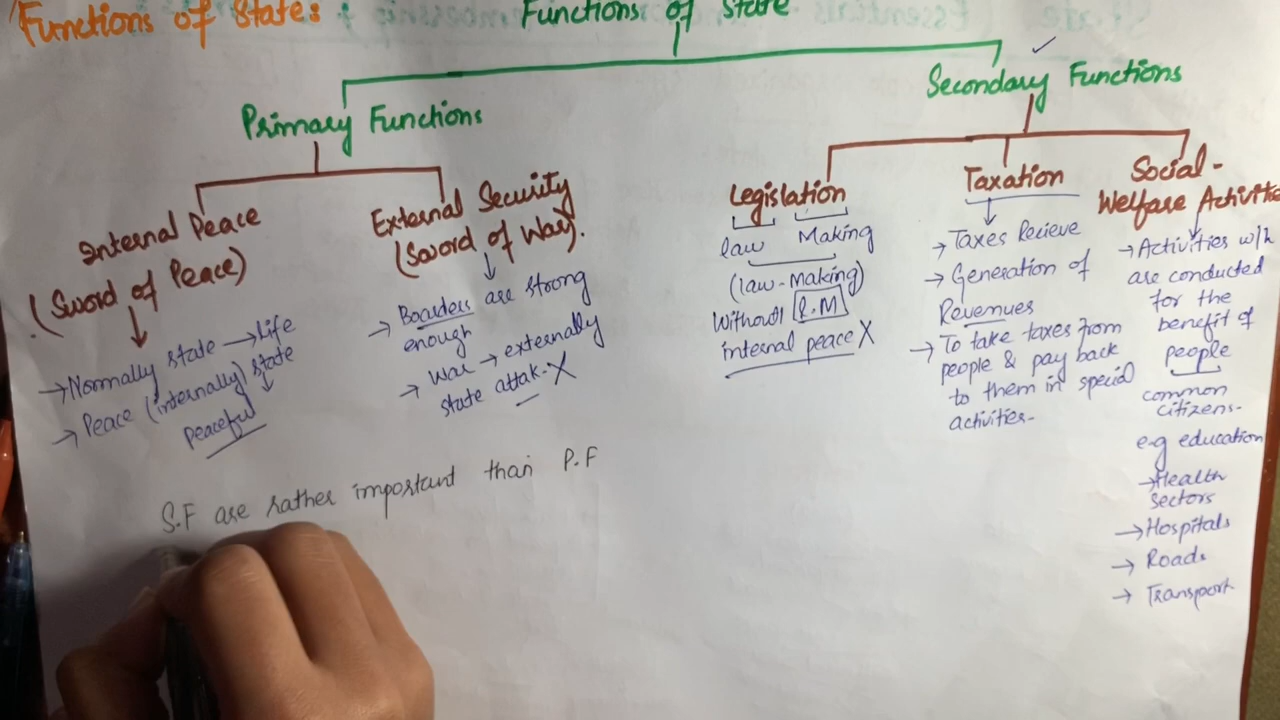 Functions of States:
Functions of State
Primary Functions
Secondary Functions
Internal Peace
(Sword of Peace)
→Normally state →Life
→ Peace (internally) state
Peaceful
External Security
(Sword of War).
→ Boarders are strong
enough
→ War → externally
state attak-X
Legislation
law Making
(law-Making)
Without L.M
internal peace X
Taxation
→Taxes Recieve
→ Generation of
Revenues
→ To take taxes from
people & pay back
to them in special
activities-
Social-
Welfare Activitie
→Activities w/h
are conducted
for the
benefit of
people
common
citizens-
e.g education
→Health
Sectors
→Hospitals
→ Roads
→ Transport
S.F are rather important than P.F